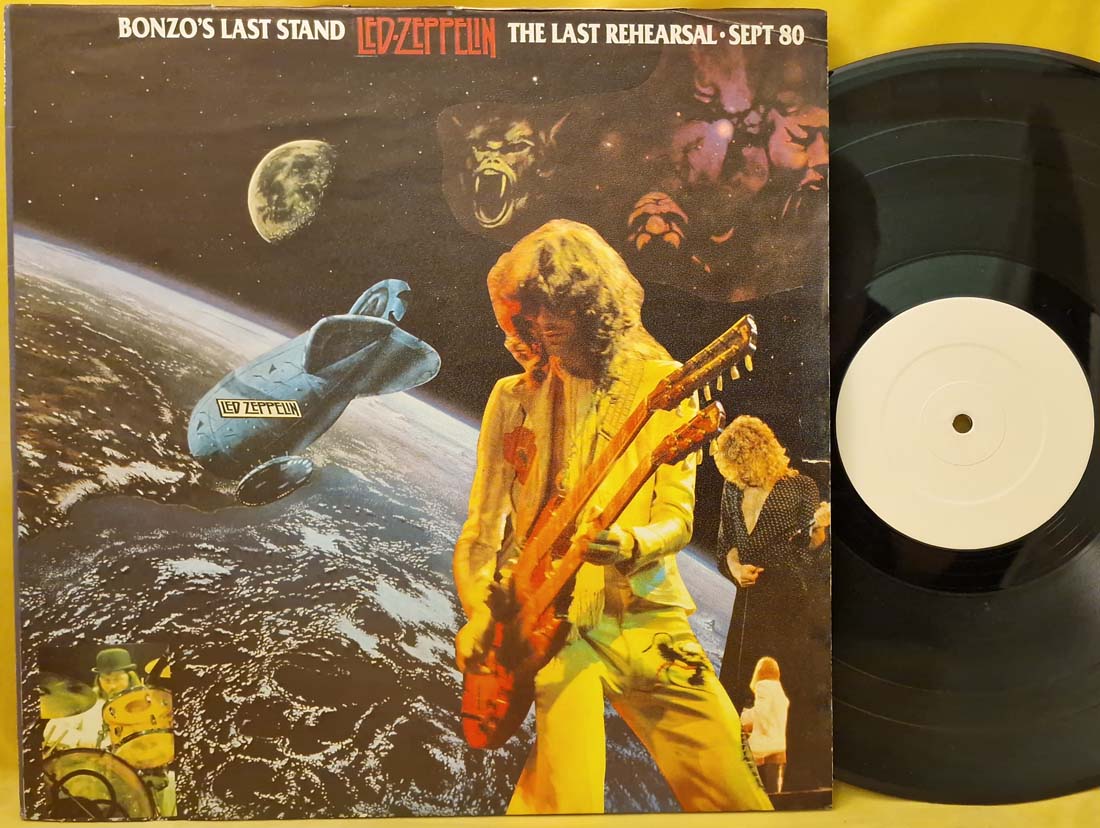 BONZO'S LAST STAND LED-ZEPPELIN THE LAST REHEARSAL • SEPT 80
LED ZEPPELIN